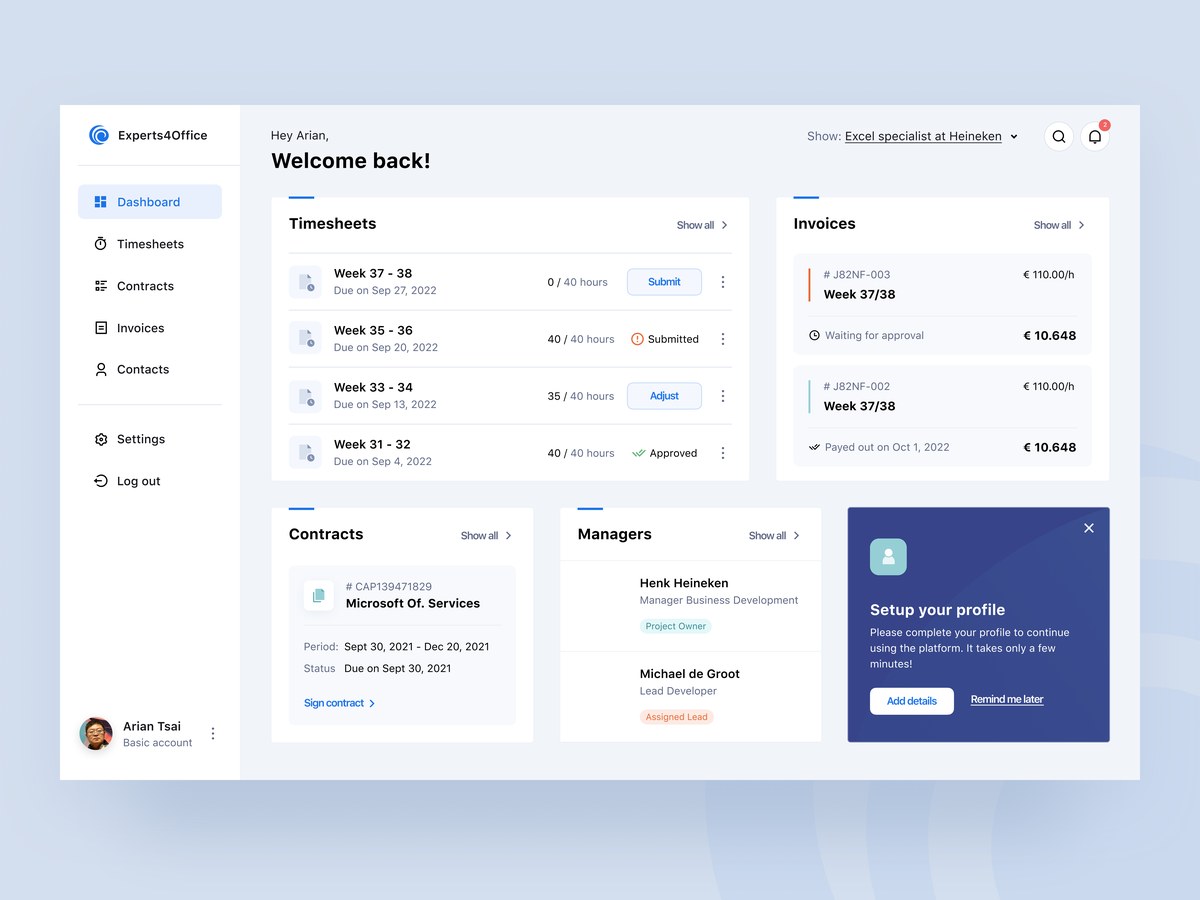 Experts4Office
Dashboard
Timesheets
Contracts
Invoices
Contacts
Settings
Log out
Arian Tsai
Basic account
Hey Arian,
Welcome back!
Show: Excel specialist at Heineken
2
Timesheets
Show all
Week 37 - 38
Due on Sep 27, 2022
0 / 40 hours
Submit
Week 35 - 36
Due on Sep 20, 2022
40 / 40 hours
Submitted
Week 33 - 34
Due on Sep 13, 2022
35 / 40 hours
Adjust
Week 31 - 32
Due on Sep 4, 2022
40 / 40 hours
Approved
Invoices
Show all
# J82NF-003
€ 110.00/h
Week 37/38
Waiting for approval
€ 10.648
# J82NF-002
€ 110.00/h
Week 37/38
Payed out on Oct 1, 2022
€ 10.648
Contracts
Show all
# CAP139471829
Microsoft Of. Services
Period: Sept 30, 2021 - Dec 20, 2021
Status Due on Sept 30, 2021
Sign contract
Managers
Show all
Henk Heineken
Manager Business Development
Project Owner
Michael de Groot
Lead Developer
Assigned Lead
Setup your profile
Please complete your profile to continue
using the platform. It takes only a few
minutes!
Add details
Remind me later